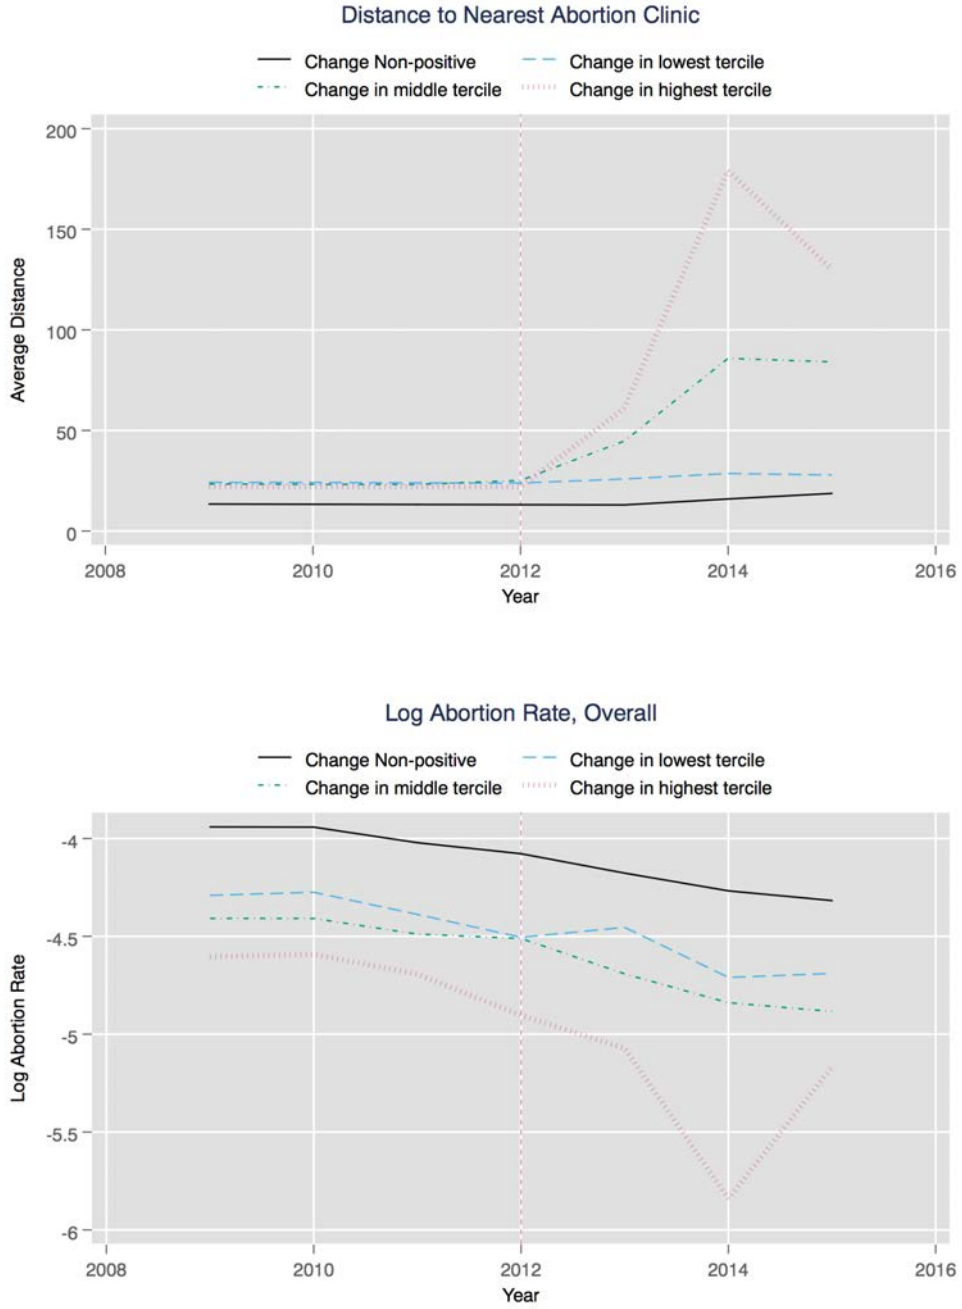 Distance to Nearest Abortion Clinic
Change Non-positive Change in lowest tercile
Change in middle tercile Change in highest tercile
200
150
100
50
0
Average Distance
2008 2010 2012 2014 2016
Year
Log Abortion Rate, Overall
Change Non-positive Change in lowest tercile
Change in middle tercile Change in highest tercile
-4
-4.5
-5
-5.5
-6
Log Abortion Rate
2008 2010 2012 2014 2016
Year